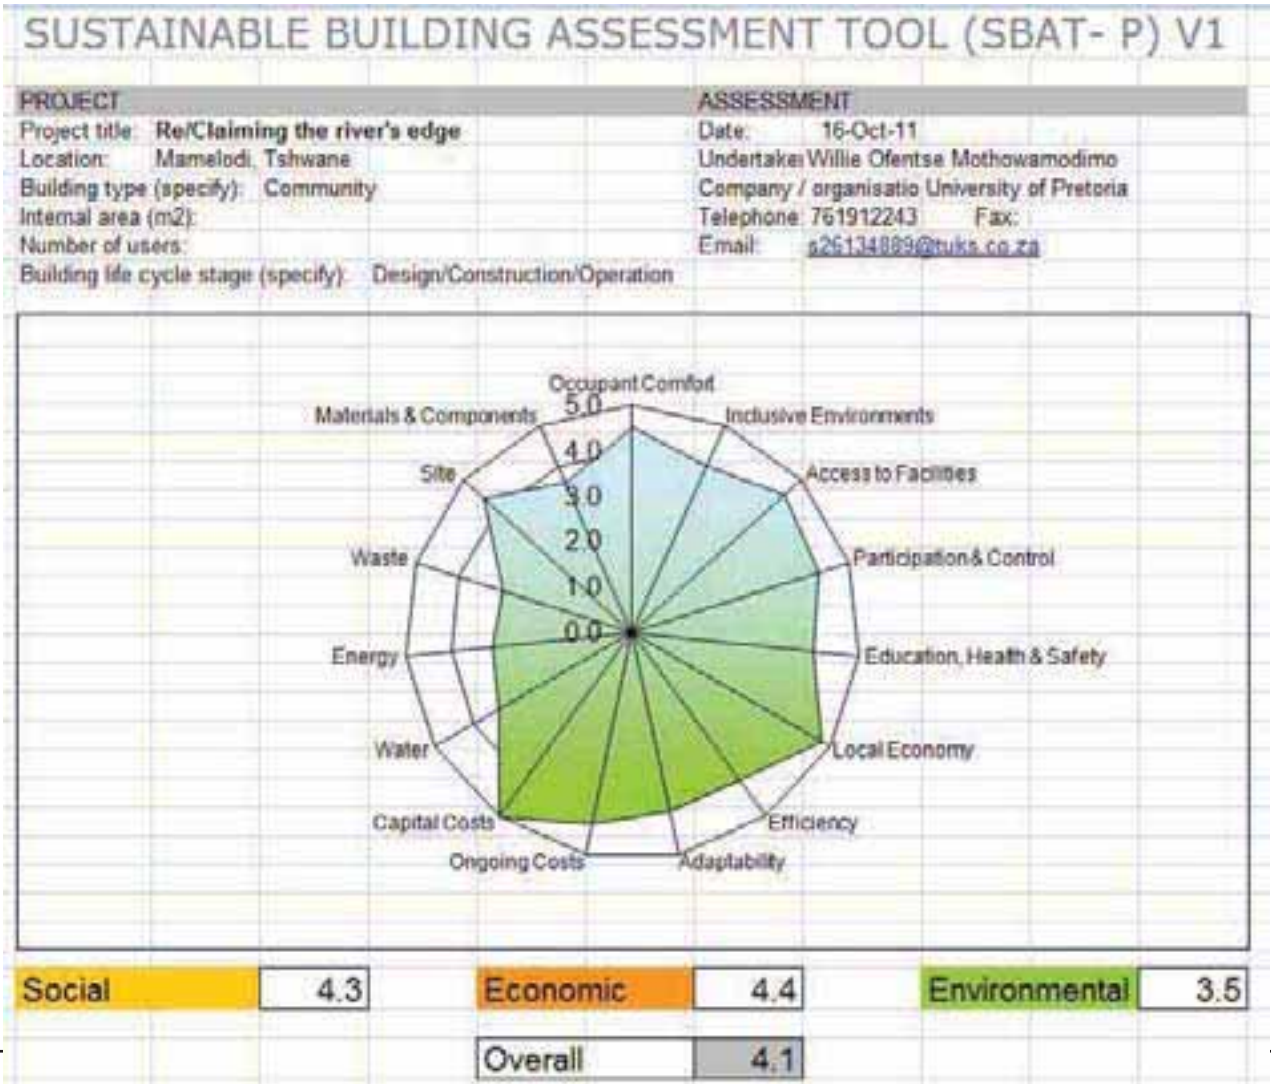 SUSTAINABLE BUILDING ASSESSMENT TOOL (SBAT- P) V1
PROJECT
Project title: Re/Claiming the river's edge
Location: Mamelodi, Tshwane
Building type (specify): Community
Internal area (m2):
Number of users:
Building life cycle stage (specify): Design/Construction/Operation
ASSESSMENT
Date: 16-Oct-11
Undertaken Willie Ofentse Mothowamodimo
Company / organisatio University of Pretoria
Telephone: 761912243 Fax:
Email: s26134889@tuks.co.za
Occupant Comfort
Inclusive Environments
Access to Facilities
Participation & Control
Education, Health & Safety
Local Economy
Efficiency
Adaptability
Ongoing Costs
Capital Costs
Water
Energy
Waste
Site
Materials & Components
5.0
4.0
3.0
2.0
1.0
0.0
Social 4.3
Economic 4.4
Environmental 3.5
Overall 4.1